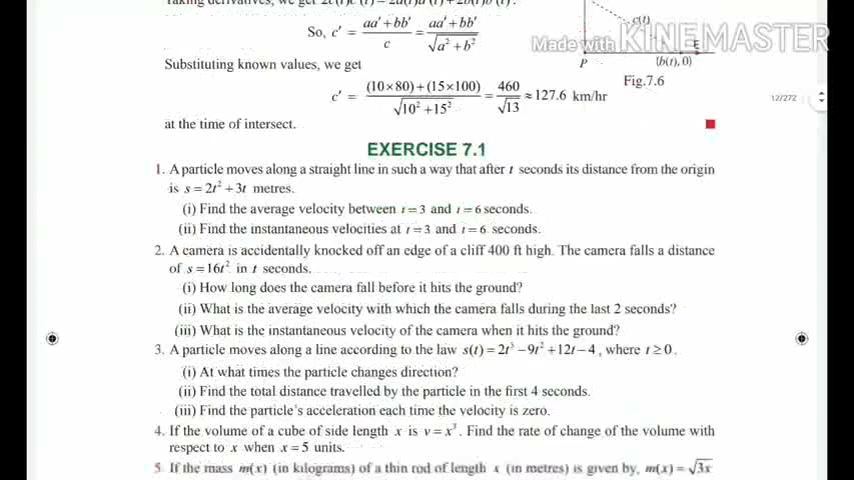 Taking derivatives, we get
So, c′ = (aa′ + bb′)/c = (aa′ + bb′)/√(a² + b²)
c(t)
Made with KINEMASTER
Substituting known values, we get
P
(b(t), 0)
Fig.7.6
c′ = ((10×80)+(15×100))/√(10² +15²) = 460/√13 ≈ 127.6 km/hr
12/272
at the time of intersect.
EXERCISE 7.1
1. A particle moves along a straight line in such a way that after t seconds its distance from the origin
is s = 2t² + 3t metres.
(i) Find the average velocity between t = 3 and t = 6 seconds.
(ii) Find the instantaneous velocities at t = 3 and t = 6 seconds.
2. A camera is accidentally knocked off an edge of a cliff 400 ft high. The camera falls a distance
of s = 16t² in t seconds.
(i) How long does the camera fall before it hits the ground?
(ii) What is the average velocity with which the camera falls during the last 2 seconds?
(iii) What is the instantaneous velocity of the camera when it hits the ground?
3. A particle moves along a line according to the law s(t) = 2t³ − 9t² + 12t − 4, where t ≥ 0.
(i) At what times the particle changes direction?
(ii) Find the total distance travelled by the particle in the first 4 seconds.
(iii) Find the particle's acceleration each time the velocity is zero.
4. If the volume of a cube of side length x is v = x³. Find the rate of change of the volume with
respect to x when x = 5 units.
5. If the mass m(x) (in kilograms) of a thin rod of length x (in metres) is given by, m(x) = √3x